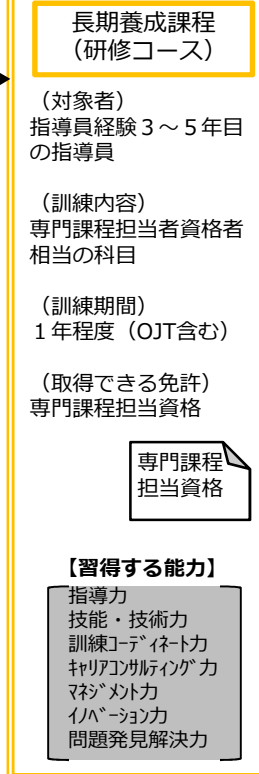 長期養成課程
（研修コース）
（対象者）
指導員経験３～５年目
の指導員
（訓練内容）
専門課程担当者資格者
相当の科目
（訓練期間）
１年程度（OJT含む）
（取得できる免許）
専門課程担当資格
専門課程
担当資格
【習得する能力】
指導力
技能・技術力
訓練ｺｰﾃﾞｨﾈｰﾄ力
ｷｬﾘｱｺﾝｻﾙﾃｨﾝｸﾞ力
ﾏﾈｼﾞﾒﾝﾄ力
ｲﾉﾍﾞｰｼｮﾝ力
問題発見解決力